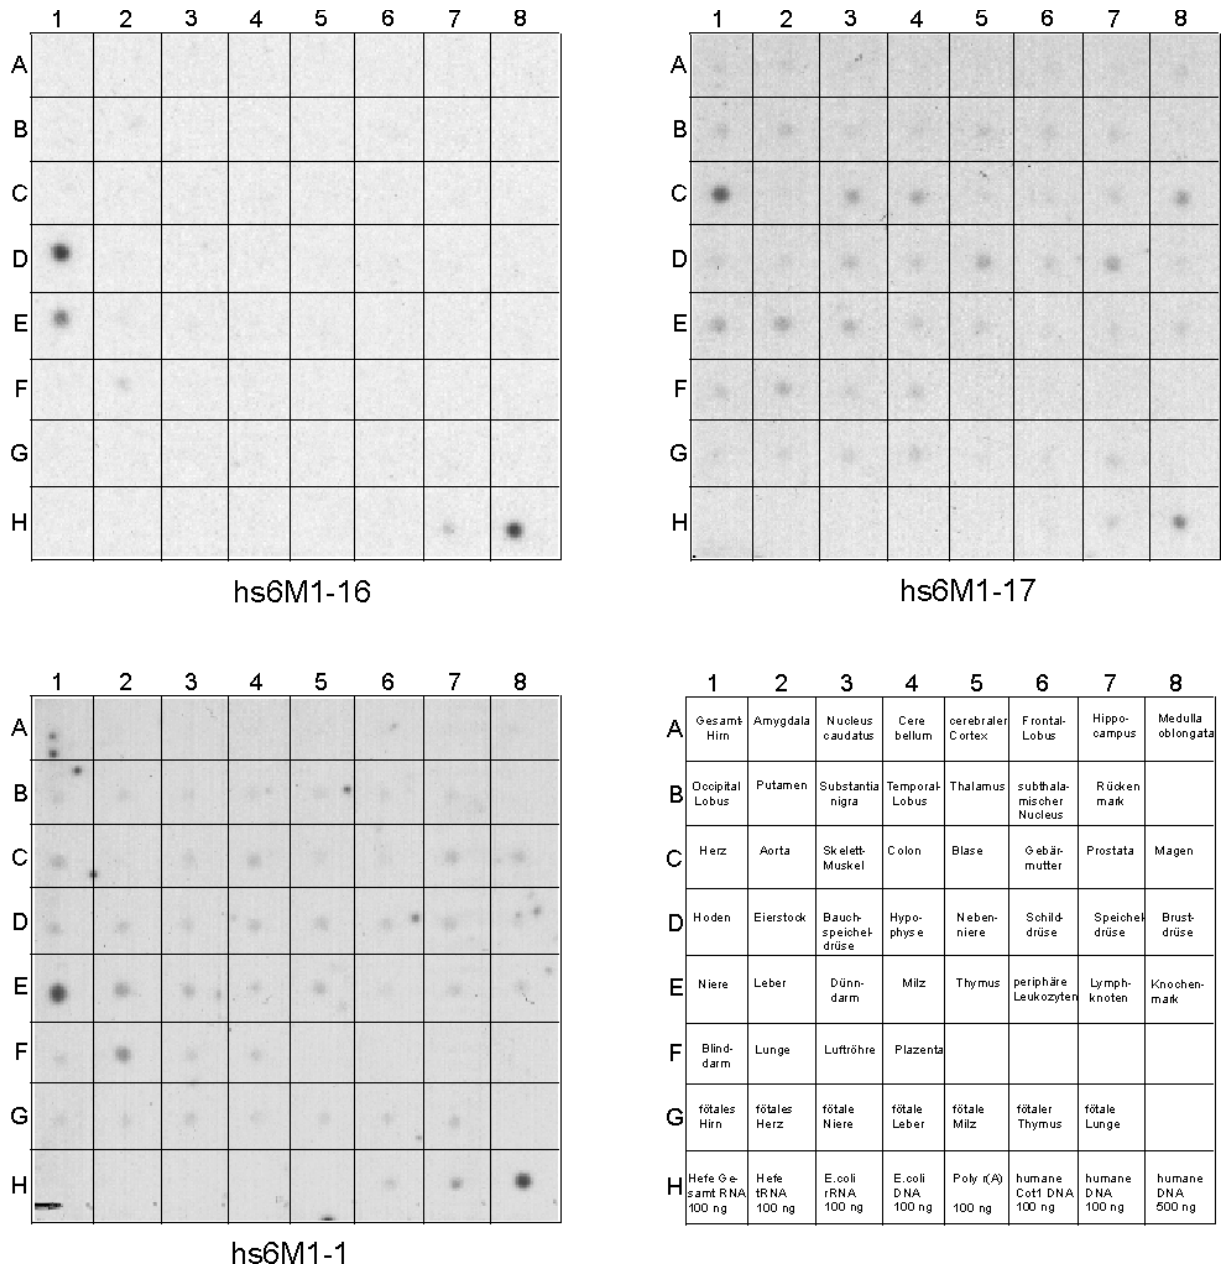 1 2 3 4 5 6 7 8
A
B
C
D
E
F
G
H
hs6M1-16
1 2 3 4 5 6 7 8
A
B
C
D
E
F
G
H
hs6M1-17
1 2 3 4 5 6 7 8
A
B
C
D
E
F
G
H
hs6M1-1
1 2 3 4 5 6 7 8
A
Gesamt-
Hirn
Amygdala
Nucleus
caudatus
Cere
bellum
cerebraler
Cortex
Frontal-
Lobus
Hippo-
campus
Medulla
oblongata
B
Occipital
Lobus
Putamen
Substantia
nigra
Temporal-
Lobus
Thalamus
subthala-
mischer
Nucleus
Rücken
mark
C
Herz
Aorta
Skelett-
Muskel
Colon
Blase
Gebär-
mutter
Prostata
Magen
D
Hoden
Eierstock
Bauch-
speichel-
drüse
Hypo-
physe
Neben-
niere
Schild-
drüse
Speichel
drüse
Brust-
drüse
E
Niere
Leber
Dünn-
darm
Milz
Thymus
periphäre
Leukozyten
Lymph-
knoten
Knochen-
mark
F
Blind-
darm
Lunge
Luftröhre
Plazenta
G
fötales
Hirn
fötales
Herz
fötale
Niere
fötale
Leber
fötale
Milz
fötaler
Thymus
fötale
Lunge
H
Hefe Ge-
samt RNA
100 ng
Hefe
tRNA
100 ng
E.coli
rRNA
100 ng
E.coli
DNA
100 ng
Poly r(A)
100 ng
humane
Cot1 DNA
100 ng
humane
DNA
100 ng
humane
DNA
500 ng